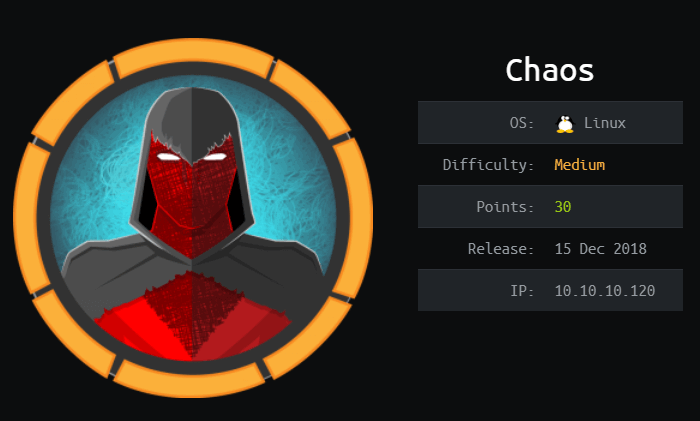 Chaos
OS: Linux
Difficulty: Medium
Points: 30
Release: 15 Dec 2018
IP: 10.10.10.120